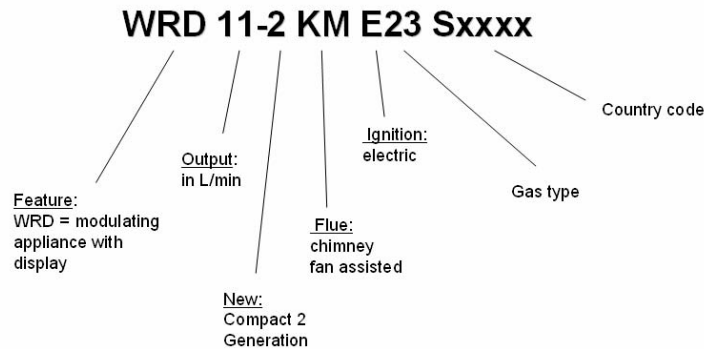 WRD 11-2 KM E23 Sxxxx
Country code
Ignition:
electric
Output:
in L/min
Gas type
Feature:
WRD = modulating
appliance with
display
Flue:
chimney
fan assisted
New:
Compact 2
Generation